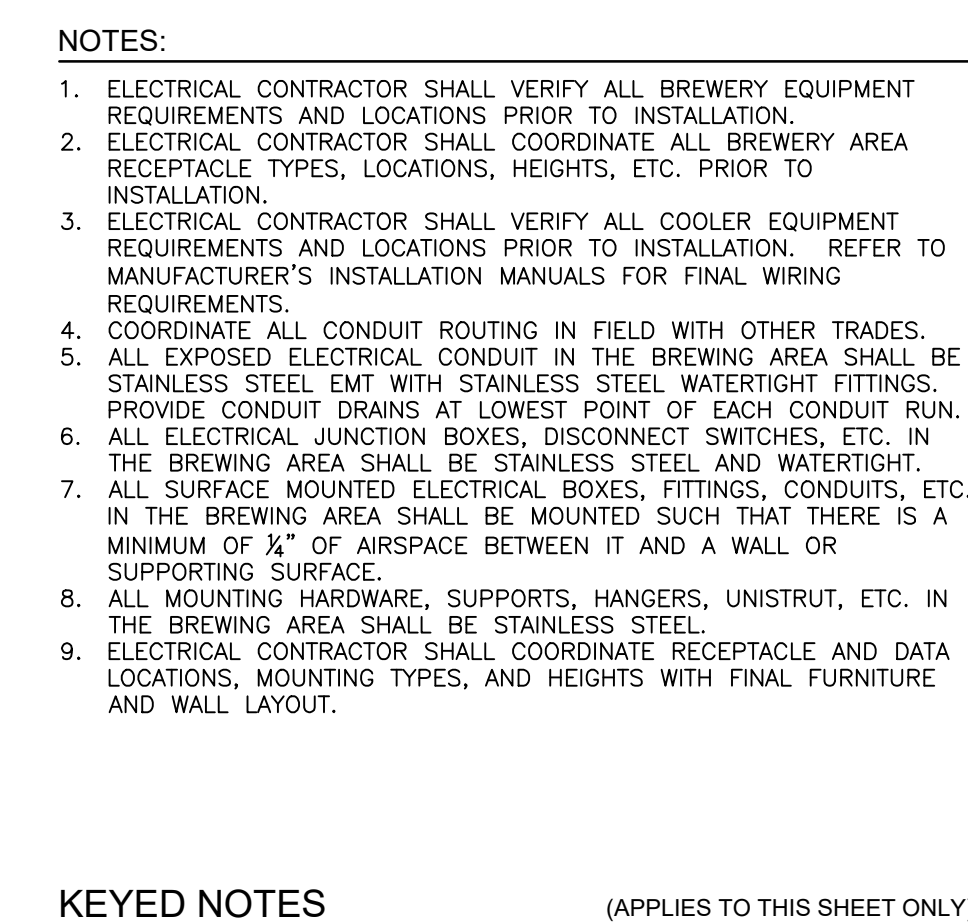 NOTES:
1. ELECTRICAL CONTRACTOR SHALL VERIFY ALL BREWERY EQUIPMENT
REQUIREMENTS AND LOCATIONS PRIOR TO INSTALLATION.
2. ELECTRICAL CONTRACTOR SHALL COORDINATE ALL BREWERY AREA
RECEPTACLE TYPES, LOCATIONS, HEIGHTS, ETC. PRIOR TO
INSTALLATION.
3. ELECTRICAL CONTRACTOR SHALL VERIFY ALL COOLER EQUIPMENT
REQUIREMENTS AND LOCATIONS PRIOR TO INSTALLATION. REFER TO
MANUFACTURER'S INSTALLATION MANUALS FOR FINAL WIRING
REQUIREMENTS.
4. COORDINATE ALL CONDUIT ROUTING IN FIELD WITH OTHER TRADES.
5. ALL EXPOSED ELECTRICAL CONDUIT IN THE BREWING AREA SHALL BE
STAINLESS STEEL EMT WITH STAINLESS STEEL WATERTIGHT FITTINGS.
PROVIDE CONDUIT DRAINS AT LOWEST POINT OF EACH CONDUIT RUN.
6. ALL ELECTRICAL JUNCTION BOXES, DISCONNECT SWITCHES, ETC. IN
THE BREWING AREA SHALL BE STAINLESS STEEL AND WATERTIGHT.
7. ALL SURFACE MOUNTED ELECTRICAL BOXES, FITTINGS, CONDUITS, ETC.
IN THE BREWING AREA SHALL BE MOUNTED SUCH THAT THERE IS A
MINIMUM OF ¼” OF AIRSPACE BETWEEN IT AND A WALL OR
SUPPORTING SURFACE.
8. ALL MOUNTING HARDWARE, SUPPORTS, HANGERS, UNISTRUT, ETC. IN
THE BREWING AREA SHALL BE STAINLESS STEEL.
9. ELECTRICAL CONTRACTOR SHALL COORDINATE RECEPTACLE AND DATA
LOCATIONS, MOUNTING TYPES, AND HEIGHTS WITH FINAL FURNITURE
AND WALL LAYOUT.
KEYED NOTES (APPLIES TO THIS SHEET ONLY)